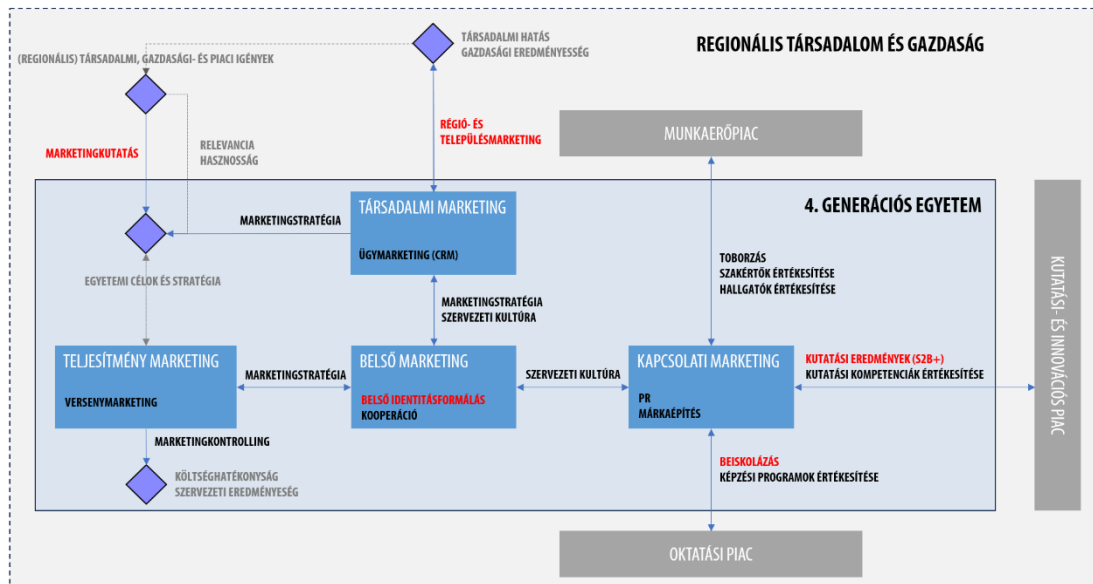 TÁRSADALMI HATÁS
GAZDASÁGI EREDMÉNYESSÉG
REGIONÁLIS TÁRSADALOM ÉS GAZDASÁG
(REGIONÁLIS) TÁRSADALMI, GAZDASÁGI- ÉS PIACI IGÉNYEK
MARKETINGKUTATÁS
RELEVANCIA
HASZNOSSÁG
RÉGIÓ- ÉS
TELEPÜLÉSMARKETING
MUNKAERŐPIAC
4. GENERÁCIÓS EGYETEM
MARKETINGSTRATÉGIA
TÁRSADALMI MARKETING
ÜGYMARKETING (CRM)
EGYETEMI CÉLOK ÉS STRATÉGIA
MARKETINGSTRATÉGIA
SZERVEZETI KULTÚRA
TOBORZÁS
SZAKÉRTŐK ÉRTÉKESÍTÉSE
HALLGATÓK ÉRTÉKESÍTÉSE
TELJESÍTMÉNY MARKETING
VERSENYMARKETING
MARKETINGSTRATÉGIA
BELSŐ MARKETING
BELSŐ IDENTITÁSFORMÁLÁS
KOOPERÁCIÓ
SZERVEZETI KULTÚRA
KAPCSOLATI MARKETING
PR
MÁRKAÉPÍTÉS
KUTATÁSI EREDMÉNYEK (S2B+)
KUTATÁSI KOMPETENCIÁK ÉRTÉKESÍTÉSE
KUTATÁSI- ÉS INNOVÁCIÓS PIAC
MARKETINGKONTROLLING
KÖLTSÉGHATÉKONYSÁG
SZERVEZETI EREDMÉNYESÉG
BEISKOLÁZÁS
KÉPZÉSI PROGRAMOK ÉRTÉKESÍTÉSE
OKTATÁSI PIAC